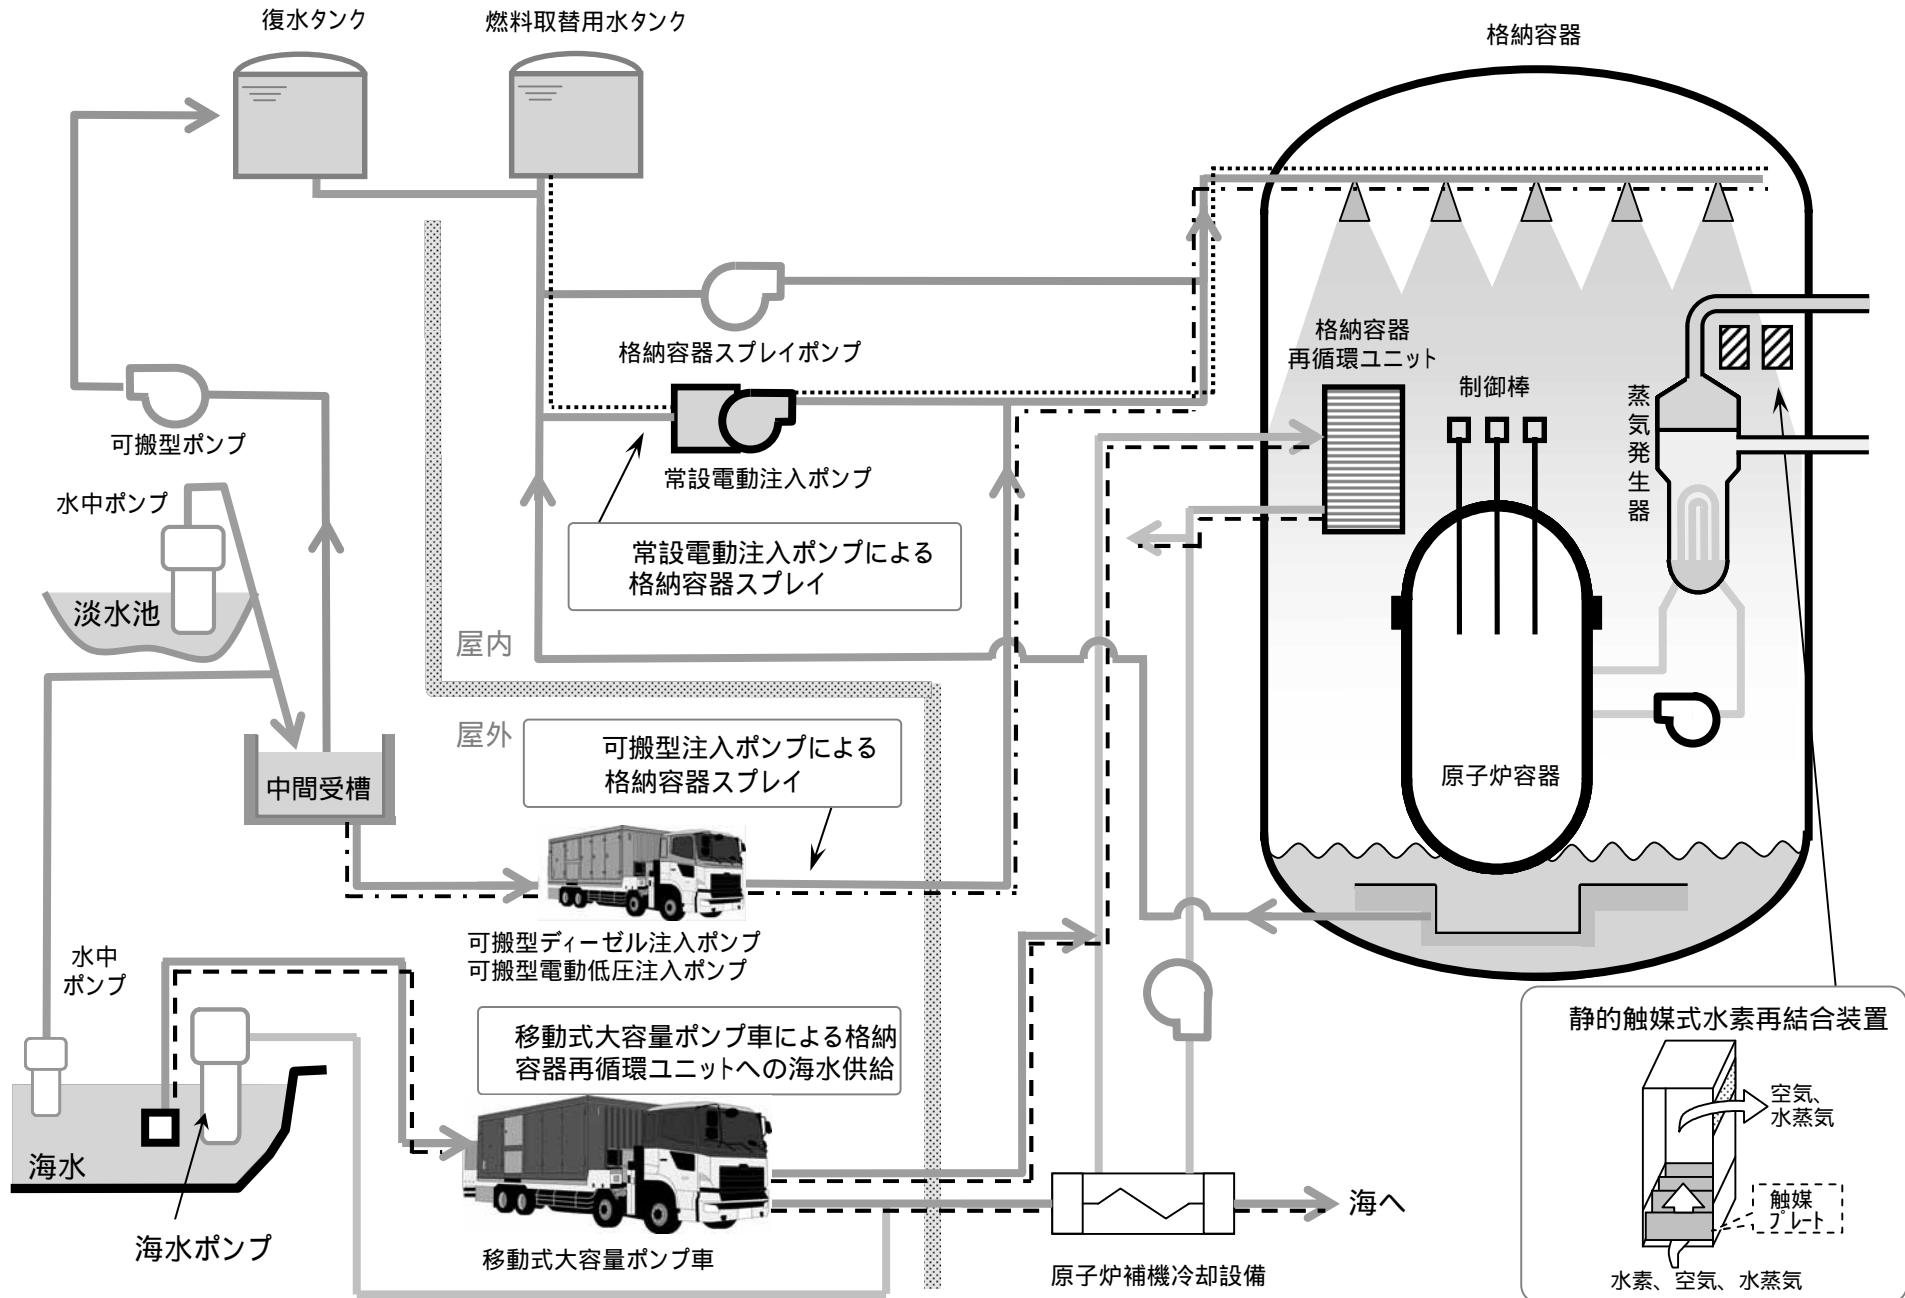 復水タンク
燃料取替用水タンク
格納容器
格納容器スプレイポンプ
格納容器
再循環ユニット
制御棒
蒸気発生器
可搬型ポンプ
常設電動注入ポンプ
水中ポンプ
常設電動注入ポンプによる
格納容器スプレイ
淡水池
屋内
屋外
可搬型注入ポンプによる
格納容器スプレイ
中間受槽
原子炉容器
可搬型ディーゼル注入ポンプ
可搬型電動低圧注入ポンプ
水中
ポンプ
移動式大容量ポンプ車による格納
容器再循環ユニットへの海水供給
静的触媒式水素再結合装置
空気、
水蒸気
海水
触媒
プレート
海へ
海水ポンプ
移動式大容量ポンプ車
原子炉補機冷却設備
水素、空気、水蒸気